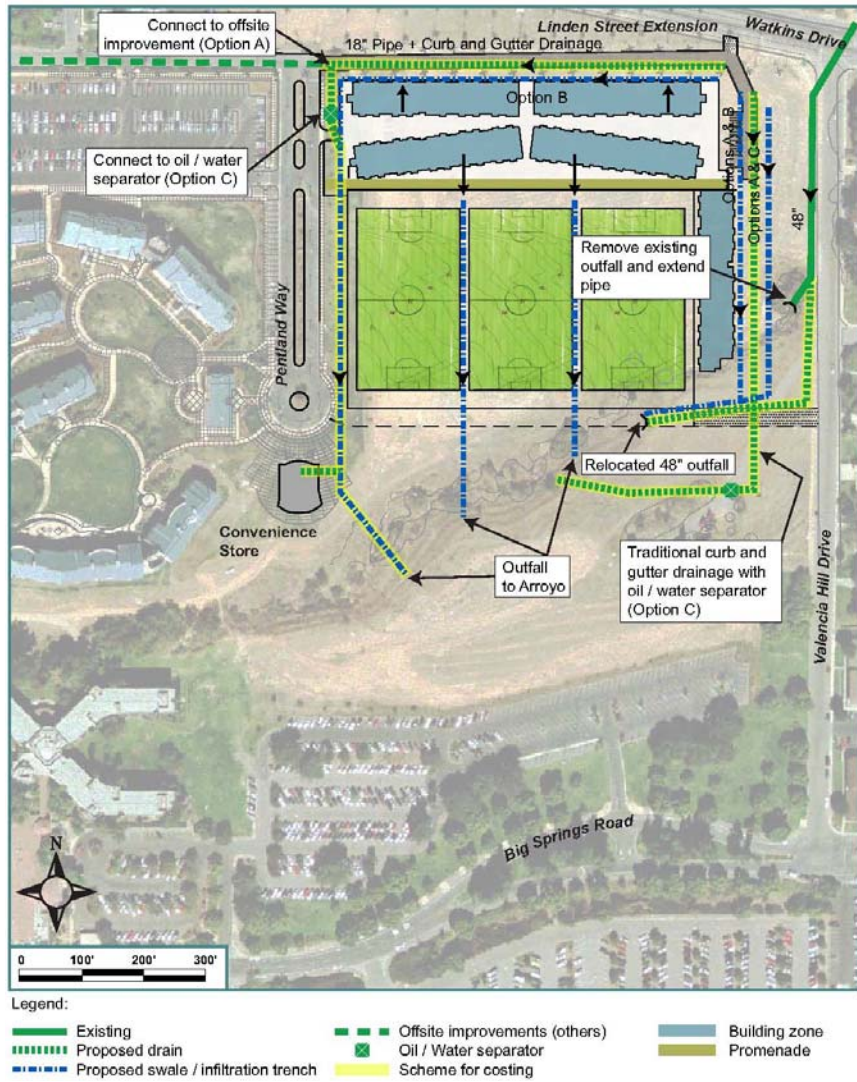 Connect to offsite
improvement (Option A)
Linden Street Extension
Watkins Drive
18" Pipe + Curb and Gutter Drainage
Option B
Connect to oil / water
separator (Option C)
Options A & B
Options A & C
48"
Remove existing
outfall and extend
pipe
Pentland Way
Relocated 48" outfall
Convenience
Store
Outfall
to Arroyo
Traditional curb and
gutter drainage with
oil / water separator
(Option C)
Valencia Hill Drive
Big Springs Road
N
0 100' 200' 300'
Legend:
Existing
Proposed drain
Proposed swale / infiltration trench
Offsite improvements (others)
Oil / Water separator
Scheme for costing
Building zone
Promenade